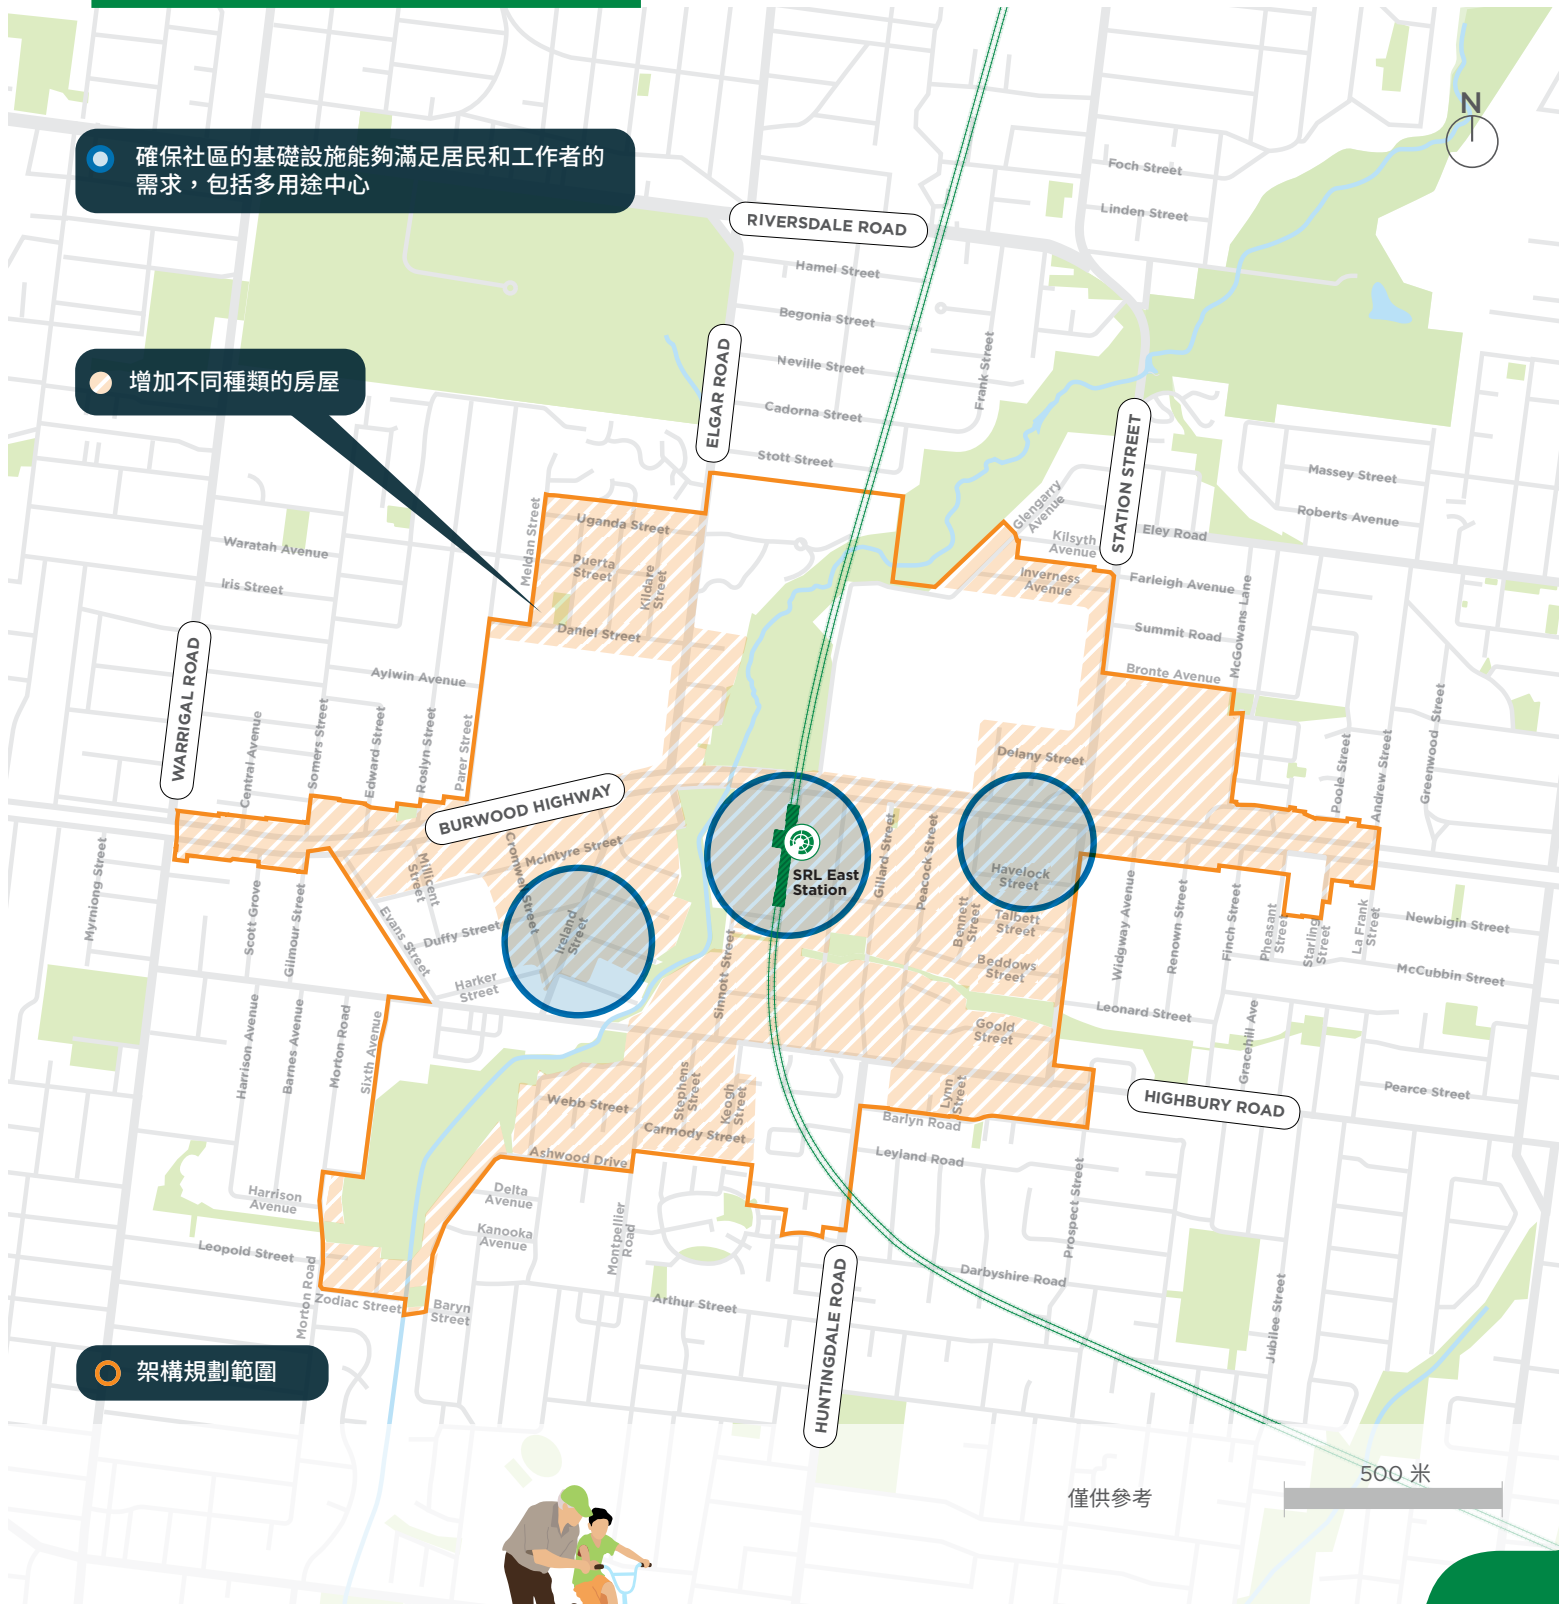 N
確保社區的基礎設施能夠滿足居民和工作者的
需求，包括多用途中心
Foch Street
Linden Street
RIVERSDALE ROAD
Hamel Street
Begonia Street
Neville Street
Frank Street
增加不同種類的房屋
ELGAR ROAD
Cadorna Street
Stott Street
STATION STREET
Massey Street
Roberts Avenue
Glengarry
Avenue
Eley Road
Kilsyth
Avenue
Meldan Street
Uganda Street
Waratah Avenue
Puerta
Street
Kildare
Street
Iris Street
Inverness
Avenue
Farleigh Avenue
McGowans Lane
Daniel Street
Summit Road
WARRIGAL ROAD
Aylwin Avenue
Bronte Avenue
Central Avenue
Somers Street
Edward Street
Roslyn Street
Parer Street
Delany Street
Poole Street
Andrew Street
Greenwood Street
BURWOOD HIGHWAY
Myrniong Street
Cromwell Street
McIntyre Street
Millicent
Street
SRL East
Station
Gillard Street
Peacock Street
Havelock
Street
Scott Grove
Gilmour Street
Evans Street
Duffy Street
Ireland
Street
Harker
Street
Sinnott Street
Bennett
Street
Talbett
Street
Beddows
Street
Widgway Avenue
Renown Street
Finch Street
Pheasant
Street
Starling
Street
La Frank
Street
Newbigin Street
McCubbin Street
Harrison Avenue
Barnes Avenue
Morton Road
Sixth Avenue
Leonard Street
Goold
Street
Gracehill Ave
Stephens
Street
Keogh
Street
Lynn
Street
Webb Street
Carmody Street
Barlyn Road
HIGHBURY ROAD
Pearce Street
Ashwood Drive
Leyland Road
Harrison
Avenue
Delta
Avenue
Kanooka
Avenue
Montpellier
Road
Prospect Street
Leopold Street
Morton Road
Zodiac Street
Baryn
Street
Arthur Street
HUNTINGDALE ROAD
Darbyshire Road
Jubilee Street
架構規劃範圍
500 米
僅供參考